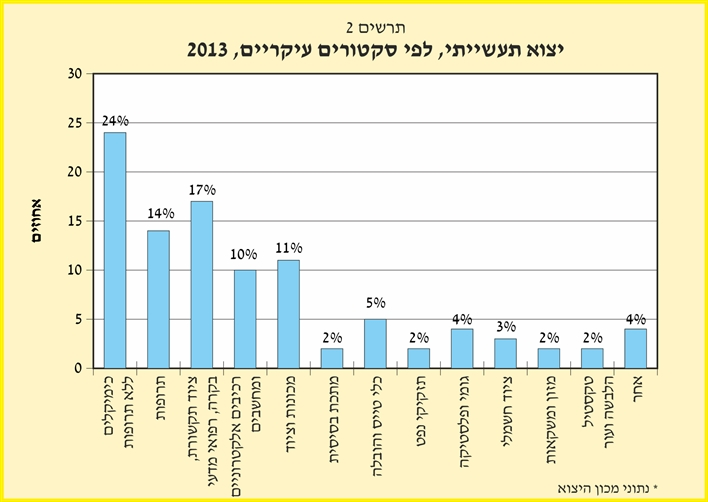 תרשים 2
יצוא תעשייתי, לפי סקטורים עיקריים, 2013
אחוזים
30
25
20
15
10
5
0
24%
14%
17%
10%
11%
2%
5%
2%
4%
3%
2%
2%
4%
כימיקלים
ללא תרופות
תרופות
ציוד תקשורת,
בקרה, רפואי מדעי
רכיבים אלקטרוניים
ומחשבים
מכונות וציוד
מתכת בסיסית
כלי טיס והובלה
תזקיקי נפט
גומי ופלסטיקה
ציוד חשמלי
מזון ומשקאות
טקסטיל
הלבשה ועור
אחר
* נתוני מכון היצוא